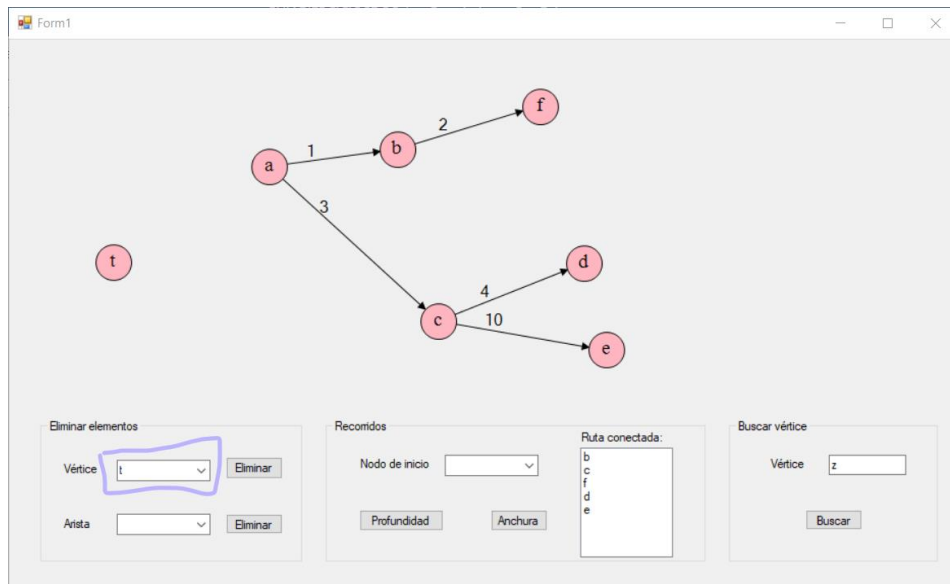 Form1
f
2
b
1
a
3
t
d
4
c
10
e
Eliminar elementos
Vértice
t
Eliminar
Arista
Eliminar
Recorridos
Nodo de inicio
Profundidad
Anchura
Ruta conectada:
b
c
f
d
e
Buscar vértice
Vértice
z
Buscar